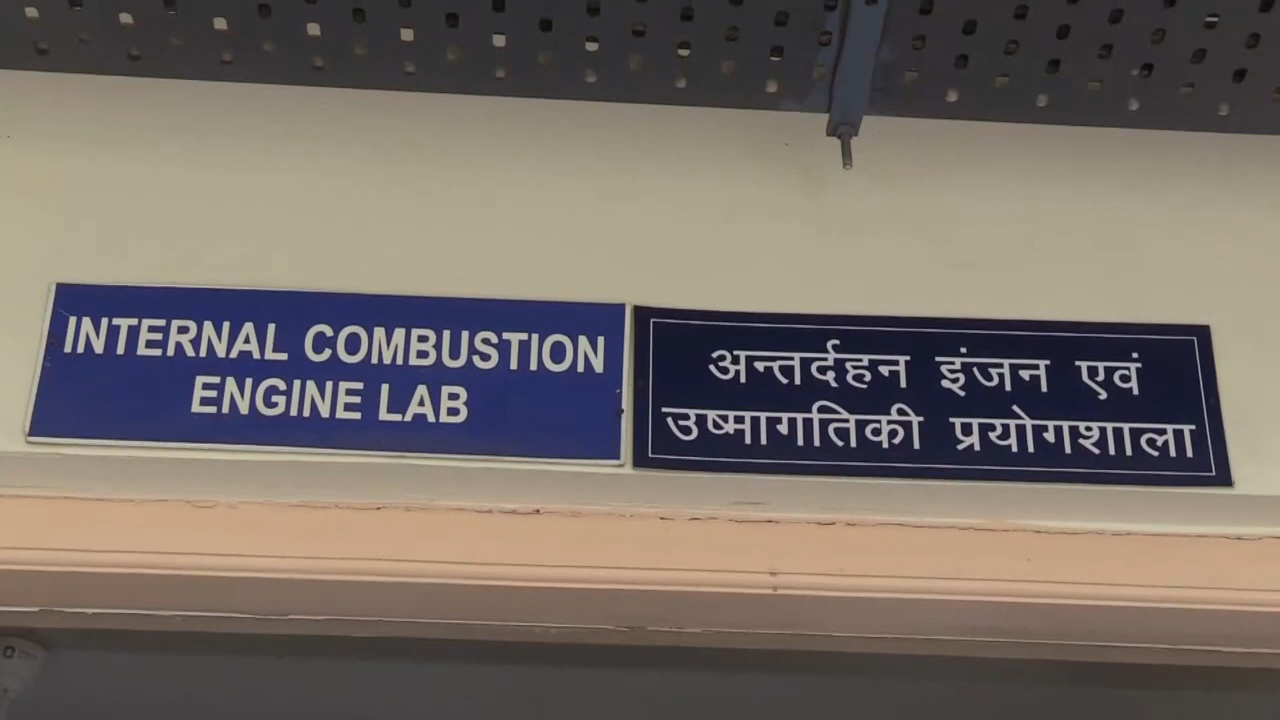 INTERNAL COMBUSTION
ENGINE LAB
अन्तर्दहन इंजन एवं
उष्मागतिकी प्रयोगशाला